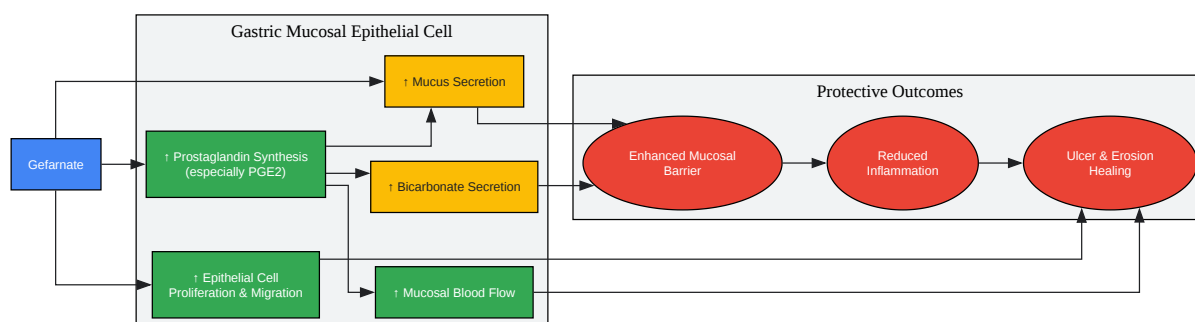 Gastric Mucosal Epithelial Cell
↑ Mucus Secretion
Protective Outcomes
Gefarnate
↑ Prostaglandin Synthesis
(especially PGE2)
↑ Bicarbonate Secretion
Enhanced Mucosal
Barrier
Reduced
Inflammation
Ulcer & Erosion
Healing
↑ Epithelial Cell
Proliferation & Migration
↑ Mucosal Blood Flow